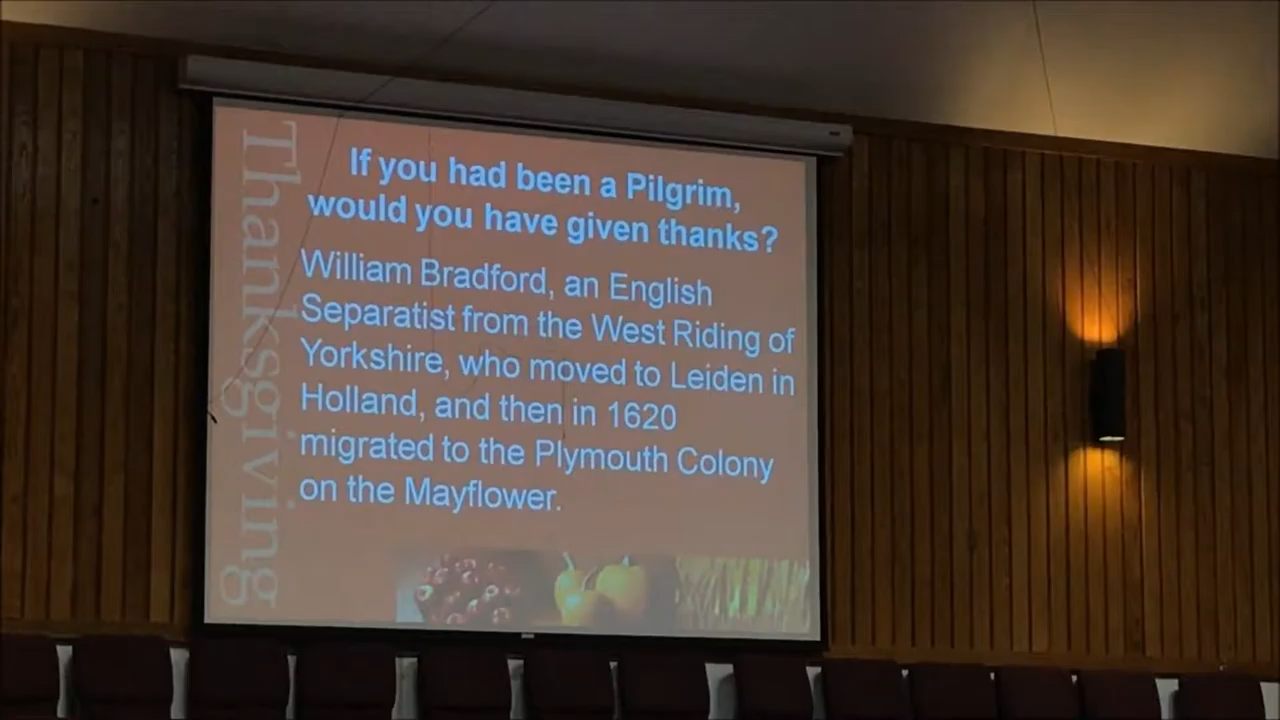 Thanksgiving
If you had been a Pilgrim,
would you have given thanks?
William Bradford, an English
Separatist from the West Riding of
Yorkshire, who moved to Leiden in
Holland, and then in 1620
migrated to the Plymouth Colony
on the Mayflower.